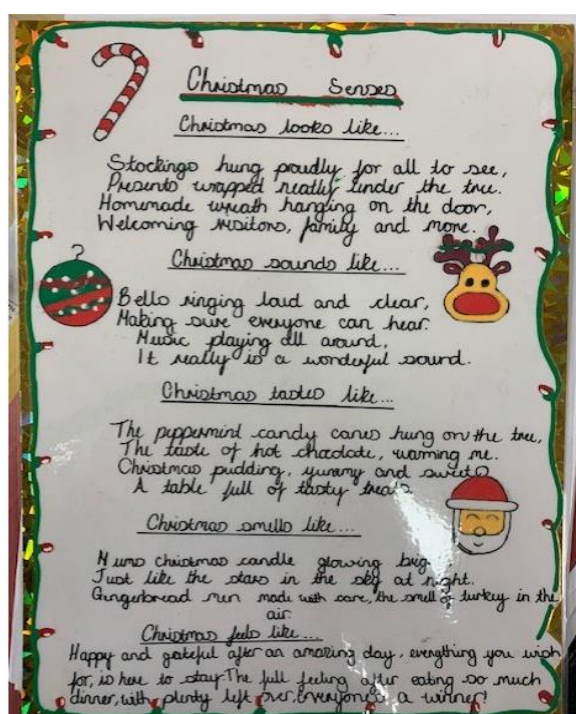 Christmas Senses
Christmas looks like...
Stockings hung proudly for all to see,
Presents wrapped neatly under the tree.
Homemade wreath hanging on the door,
Welcoming visitors, family and more.
Christmas sounds like...
Bells ringing loud and clear,
Making sure everyone can hear.
Music playing all around,
It really is a wonderful sound.
Christmas tastes like...
The peppermint candy canes hung on the tree,
The taste of hot chocolate, warming me.
Christmas pudding, yummy and sweet
A table full of tasty treats
Christmas smells like...
Mums christmas candle glowing
Just like the stars in the sky at night.
Gingerbread men made with care, the smell of turkey in the
air.
Christmas feels like...
Happy and grateful after an amazing day, everything you wish
for, is here to stay. The full feeling after eating so much
dinner, with plenty left over, Everyone's a winner!